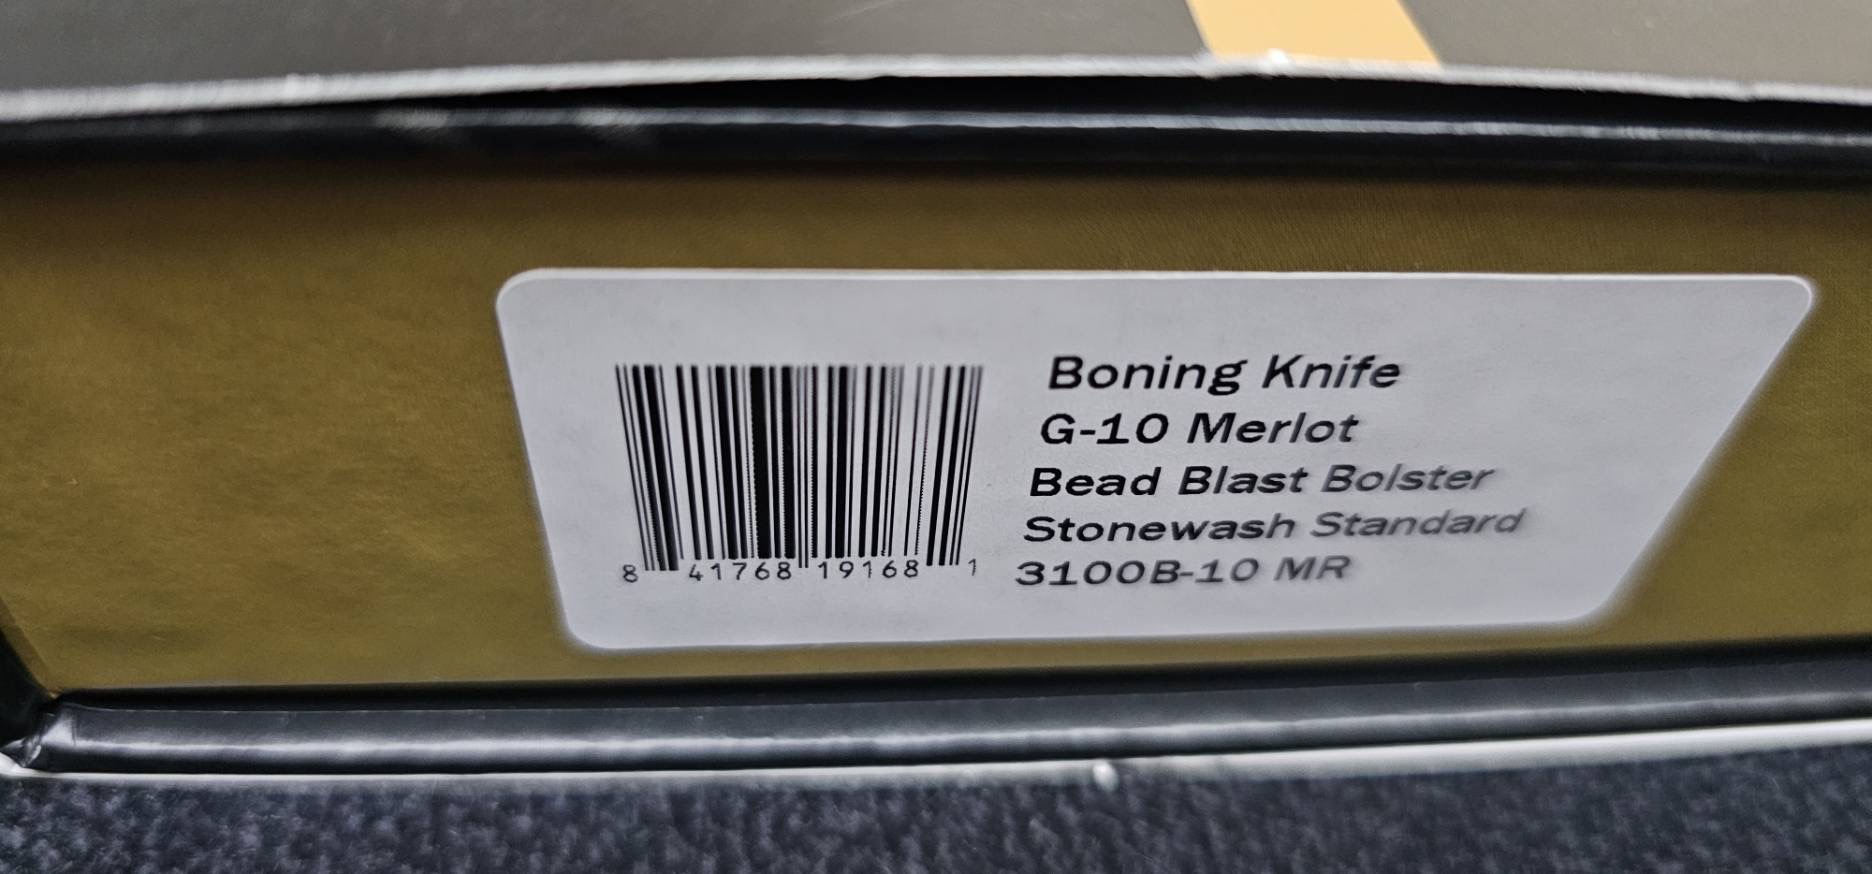 Boning Knife
G-10 Merlot
Bead Blast Bolster
Stonewash Standard
3100B-10 MR
8 41768 19168 1